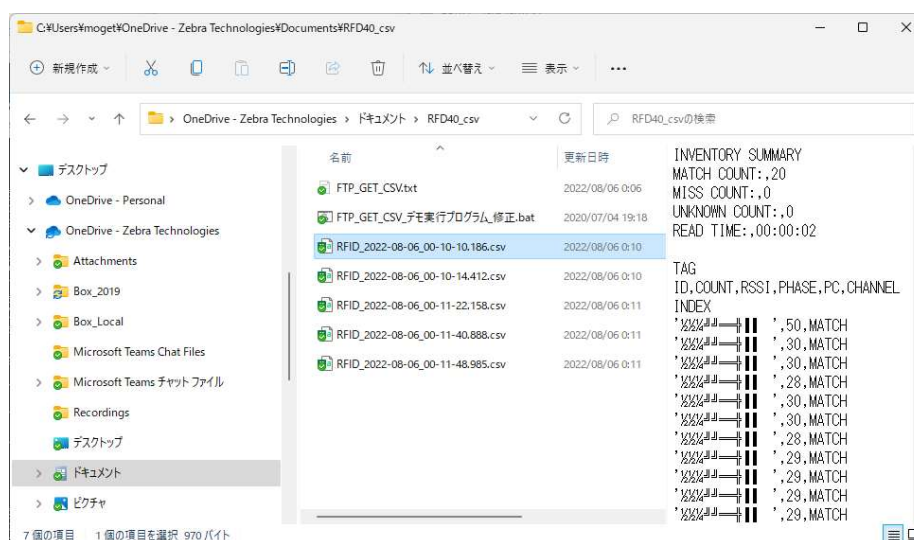 C:¥Users¥moget¥OneDrive - Zebra Technologies¥Documents¥RFD40_csv
新規作成
並べ替え
表示
OneDrive - Zebra Technologies › ドキュメント › RFD40_csv
RFD40_csvの検索
デスクトップ
OneDrive - Personal
OneDrive - Zebra Technologies
Attachments
Box_2019
Box_Local
Microsoft Teams Chat Files
Microsoft Teams チャット ファイル
Recordings
デスクトップ
ドキュメント
ピクチャ
名前 更新日時
FTP_GET_CSV.txt 2022/08/06 0:06
FTP_GET_CSV_デモ実行プログラム_修正.bat 2020/07/04 19:18
RFID_2022-08-06_00-10-10.186.csv 2022/08/06 0:10
RFID_2022-08-06_00-10-14.412.csv 2022/08/06 0:10
RFID_2022-08-06_00-11-22.158.csv 2022/08/06 0:11
RFID_2022-08-06_00-11-40.888.csv 2022/08/06 0:11
RFID_2022-08-06_00-11-48.985.csv 2022/08/06 0:11
INVENTORY SUMMARY
MATCH COUNT:,20
MISS COUNT:,0
UNKNOWN COUNT:,0
READ TIME:,00:00:02
TAG
ID,COUNT,RSSI,PHASE,PC,CHANNEL
INDEX
',50,MATCH
',30,MATCH
',30,MATCH
',28,MATCH
',30,MATCH
',30,MATCH
',28,MATCH
',29,MATCH
',29,MATCH
',29,MATCH
',29,MATCH
7 個の項目 1 個の項目を選択 970 バイト